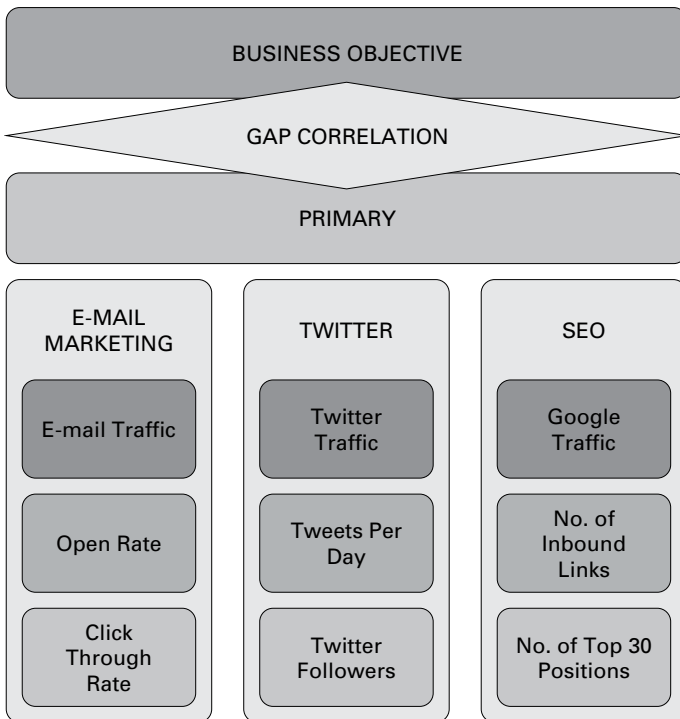 BUSINESS OBJECTIVE
GAP CORRELATION
PRIMARY
E-MAIL
MARKETING
E-mail Traffic
Open Rate
Click
Through
Rate
TWITTER
Twitter
Traffic
Tweets Per
Day
Twitter
Followers
SEO
Google
Traffic
No. of
Inbound
Links
No. of Top 30
Positions